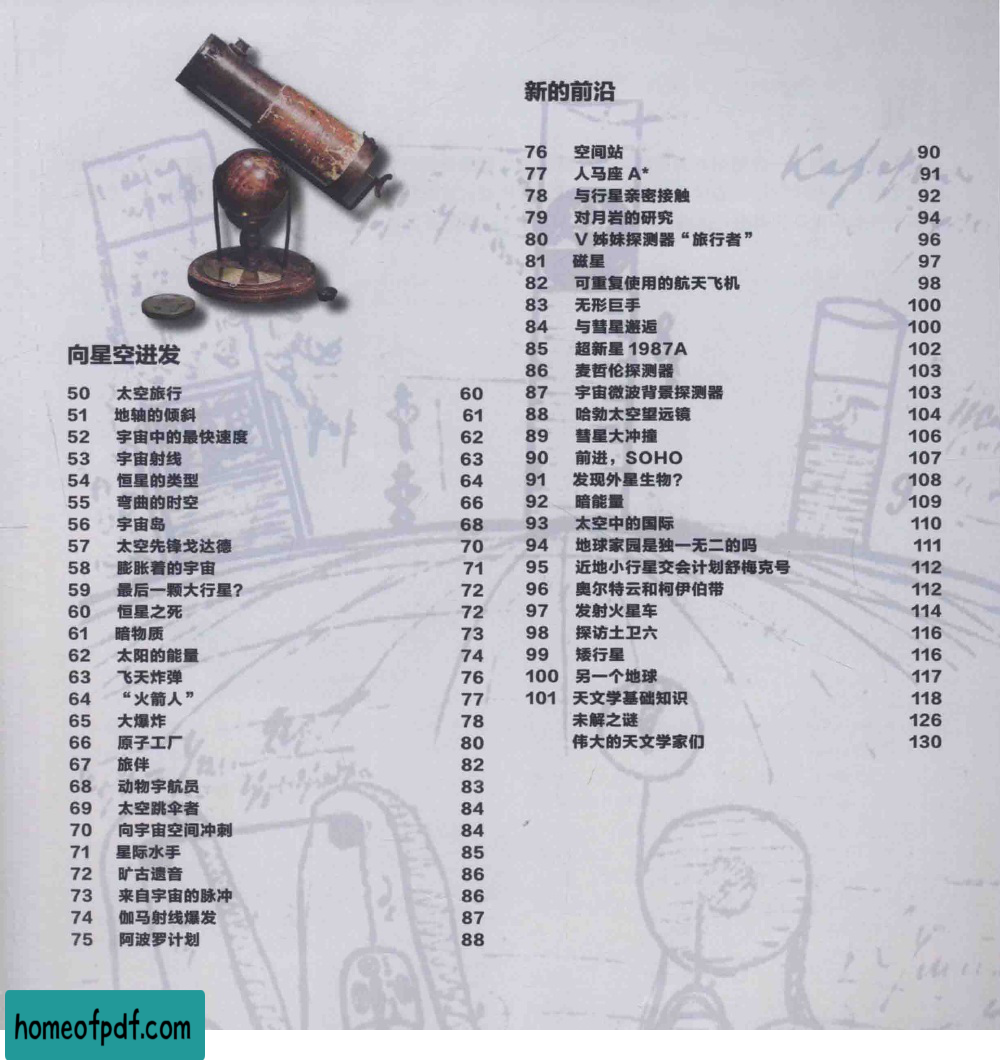 向星空迸发
50 太空旅行 60
51 地轴的倾斜 61
52 宇宙中的最快速度 62
53 宇宙射线 63
54 恒星的类型 64
55 弯曲的时空 66
56 宇宙岛 68
57 太空先锋戈达德 70
58 膨胀着的宇宙 71
59 最后一颗大行星? 72
60 恒星之死 72
61 暗物质 73
62 太阳的能量 74
63 飞天炸弹 76
64 “火箭人” 77
65 大爆炸 78
66 原子工厂 80
67 旅伴 82
68 动物宇航员 83
69 太空跳伞者 84
70 向宇宙空间冲刺 84
71 星际水手 85
72 旷古遗音 86
73 来自宇宙的脉冲 86
74 伽马射线爆发 87
75 阿波罗计划 88
新的前沿
76 空间站 90
77 人马座 A* 91
78 与行星亲密接触 92
79 对月岩的研究 94
80 V 姊妹探测器“旅行者” 96
81 磁星 97
82 可重复使用的航天飞机 98
83 无形巨手 100
84 与彗星邂逅 100
85 超新星 1987A 102
86 麦哲伦探测器 103
87 宇宙微波背景探测器 103
88 哈勃太空望远镜 104
89 彗星大冲撞 106
90 前进，SOHO 107
91 发现外星生物? 108
92 暗能量 109
93 太空中的国际 110
94 地球家园是独一无二的吗 111
95 近地小行星交会计划舒梅克号 112
96 奥尔特云和柯伊伯带 112
97 发射火星车 114
98 探访土卫六 116
99 矮行星 116
100 另一个地球 117
101 天文学基础知识 118
未解之谜 126
伟大的天文学家们 130
homeofpdf.com